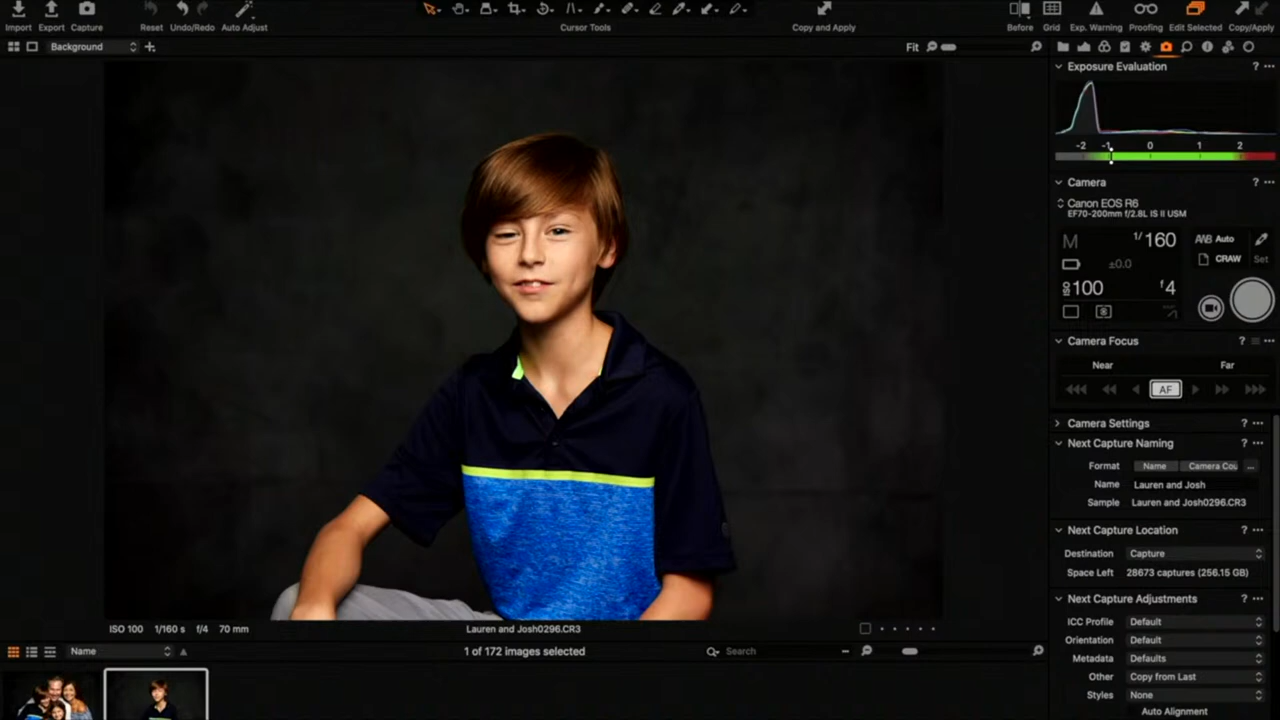 Import Export Capture Reset Undo/Redo Auto Adjust Cursor Tools Copy and Apply Before Grid Exp. Warning Proofing Edit Selected Copy/Apply
Background Fit
Exposure Evaluation ? ...
-2 -1 0 1 2
Camera ? ...
Canon EOS R6
EF70-200mm f/2.8L IS II USM
M 1/160 AWB Auto
±0.0 CRAW Set
ISO100 f4
Camera Focus ? ...
Near Far
AF
Camera Settings ? ...
Next Capture Naming ? ...
Format Name Camera Cou ...
Name Lauren and Josh
Sample Lauren and Josh0296.CR3
Next Capture Location ? ...
Destination Capture
Space Left 28673 captures (256.15 GB)
Next Capture Adjustments ? ...
ICC Profile Default
Orientation Default
Metadata Defaults
Other Copy from Last
Styles None
Auto Alignment
ISO 100 1/160 s f/4 70 mm Lauren and Josh0296.CR3
Name 1 of 172 images selected Search